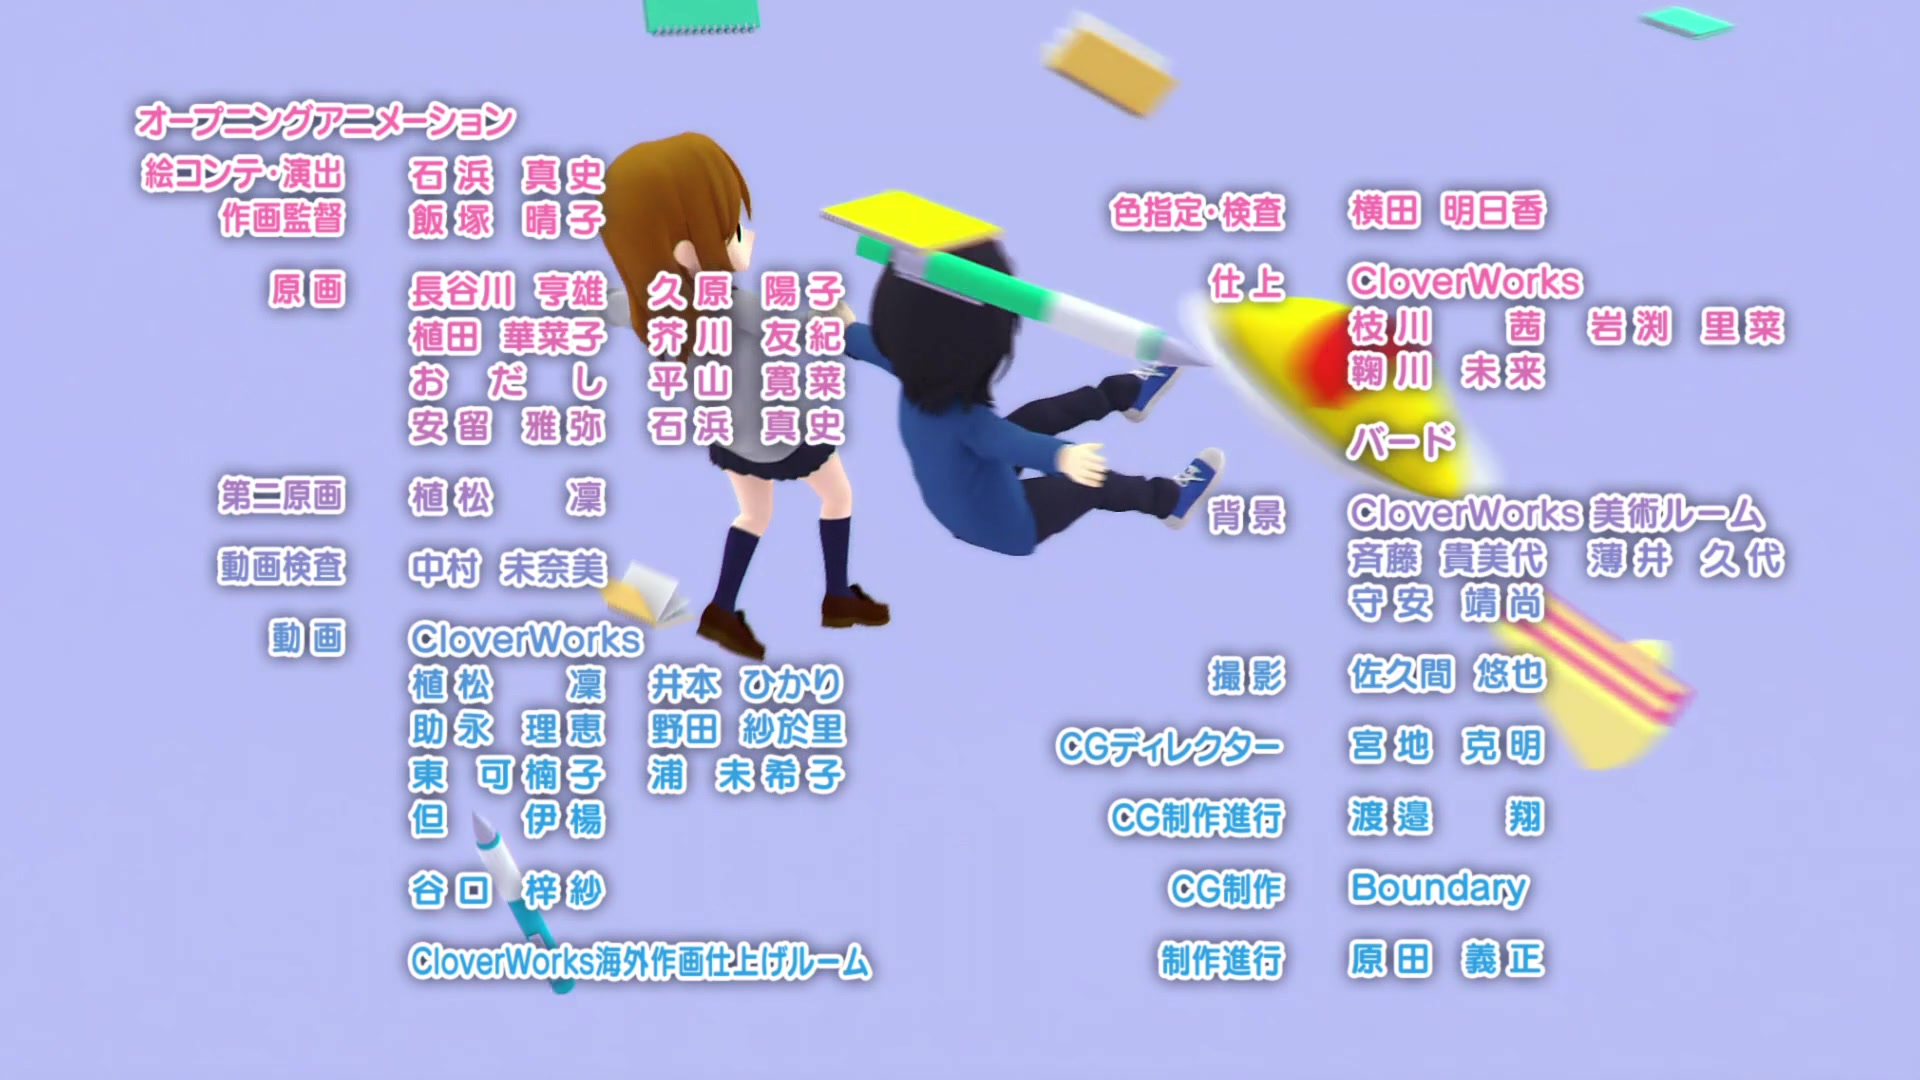 オープニングアニメーション
絵コンテ・演出 石浜 真史
作画監督 飯塚 晴子
原画 長谷川 亨雄 久原 陽子
植田 華菜子 芥川 友紀
おだし 平山 寛菜
安留 雅弥 石浜 真史
第二原画 植松 凜
動画検査 中村 未奈美
動画 CloverWorks
植松 凜 井本 ひかり
助永 理恵 野田 紗於里
東 可楠子 浦 未希子
但 伊楊
谷口 梓紗
CloverWorks海外作画仕上げルーム
色指定・検査 横田 明日香
仕上 CloverWorks
枝川 茜 岩渕 里菜
鞠川 未来
バード
背景 CloverWorks 美術ルーム
斉藤 貴美代 薄井 久代
守安 靖尚
撮影 佐久間 悠也
CGディレクター 宮地 克明
CG制作進行 渡邉 翔
CG制作 Boundary
制作進行 原田 義正